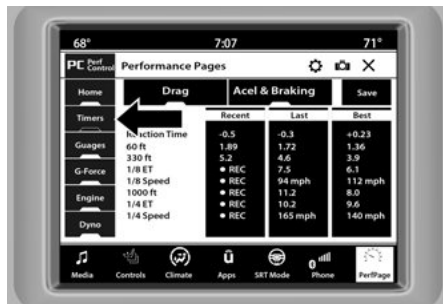 68° 7:07 71°
PC Perf Control Performance Pages
Home Drag Acel & Braking Save
Timers
Recent Last Best
ction Time -0.5 -0.3 +0.23
60 ft 1.89 1.72 1.36
Guages 330 ft 5.2 4.6 3.9
1/8 ET • REC 7.5 6.1
G-Force 1/8 Speed • REC 94 mph 112 mph
1000 ft • REC 11.2 8.0
Engine 1/4 ET • REC 10.2 9.6
1/4 Speed • REC 165 mph 140 mph
Dyno
Media Controls Climate Apps SRT Mode 0 Phone PerfPage